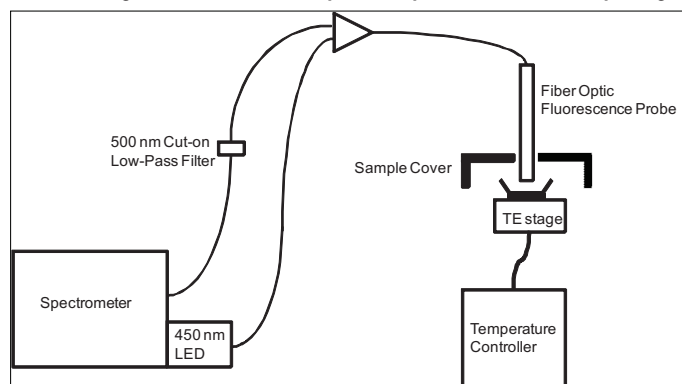 500 nm Cut-on
Low-Pass Filter
Fiber Optic
Fluorescence Probe
Sample Cover
TE stage
Spectrometer
450 nm
LED
Temperature
Controller